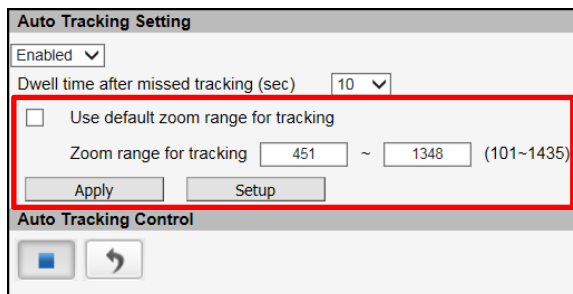 Auto Tracking Setting
Enabled
Dwell time after missed tracking (sec) 10
Use default zoom range for tracking
Zoom range for tracking 451 ~ 1348 (101~1435)
Apply Setup
Auto Tracking Control